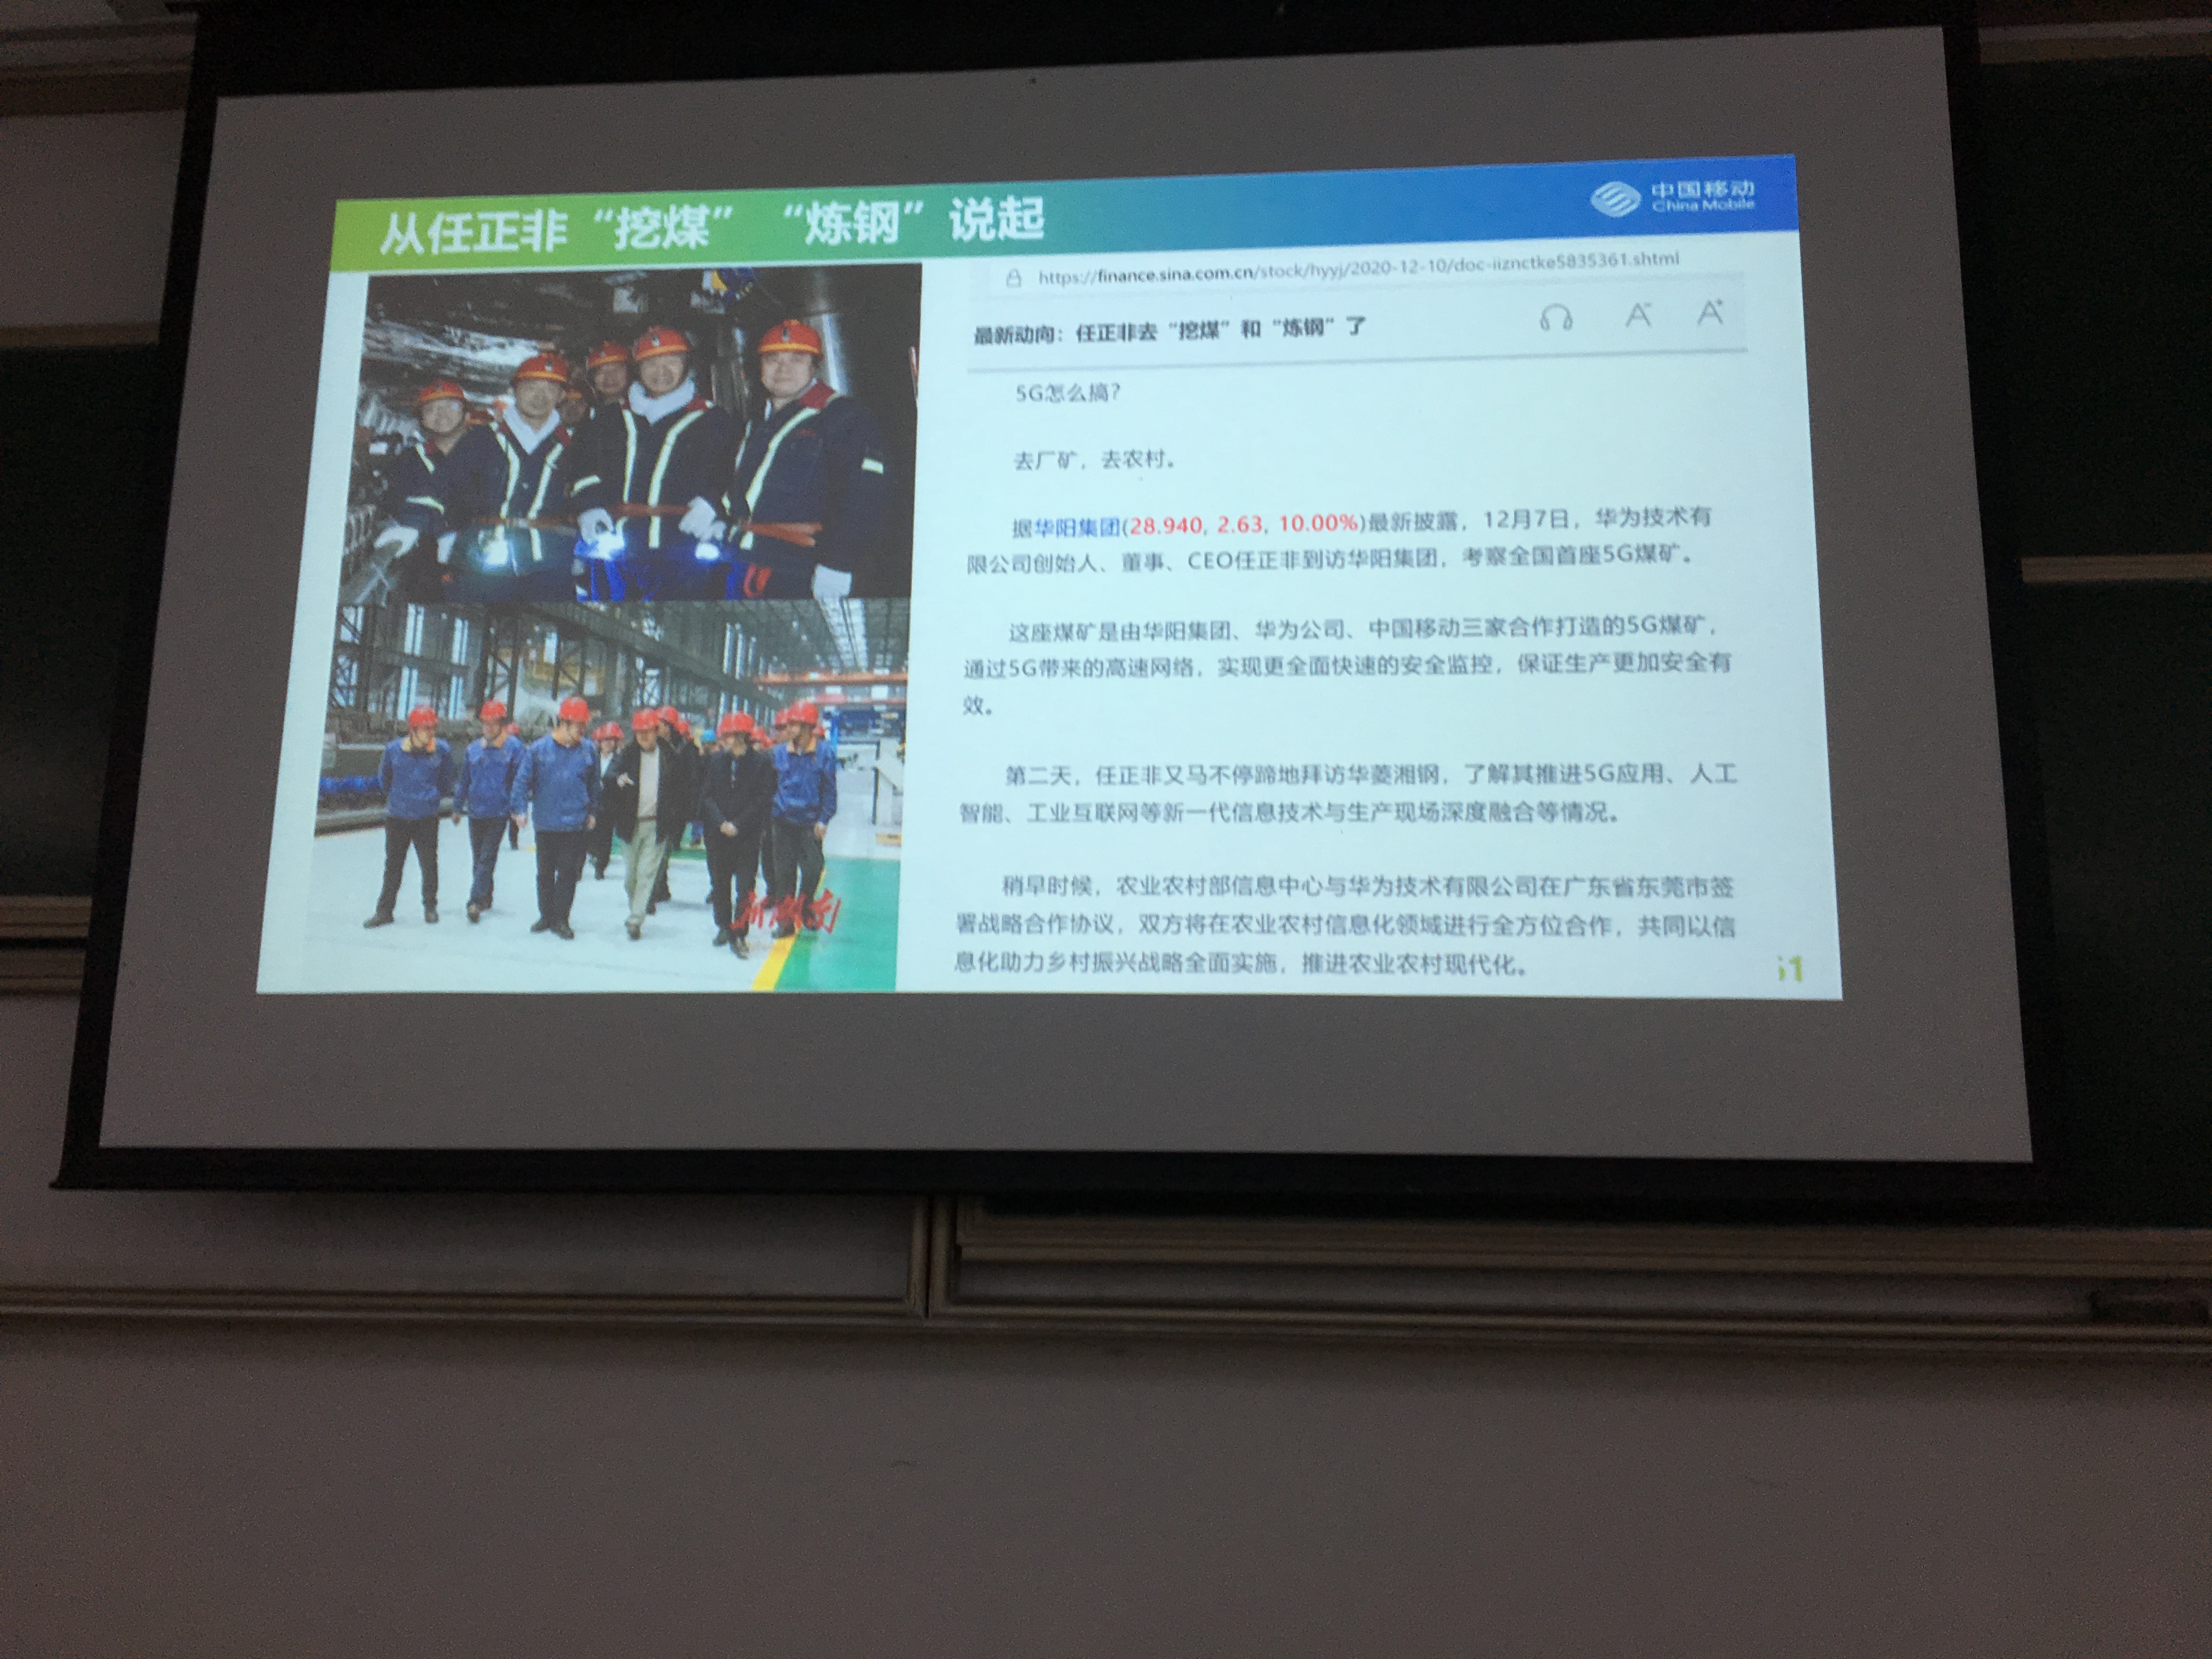 从任正非“挖煤” “炼钢”说起
中国移动
China Mobile
https://finance.sina.com.cn/stock/hyyj/2020-12-10/doc-iiznctke5835361.shtml
最新动向：任正非去“挖煤”和“炼钢”了
A- A+
5G怎么搞？
去厂矿，去农村。
据华阳集团(28.940, 2.63, 10.00%)最新披露，12月7日，华为技术有
限公司创始人、董事、CEO任正非到访华阳集团，考察全国首座5G煤矿。
这座煤矿是由华阳集团、华为公司、中国移动三家合作打造的5G煤矿，
通过5G带来的高速网络，实现更全面快速的安全监控，保证生产更加安全有
效。
第二天，任正非又马不停蹄地拜访华菱湘钢，了解其推进5G应用、人工
智能、工业互联网等新一代信息技术与生产现场深度融合等情况。
稍早时候，农业农村部信息中心与华为技术有限公司在广东省东莞市签
署战略合作协议，双方将在农业农村信息化领域进行全方位合作，共同以信
息化助力乡村振兴战略全面实施，推进农业农村现代化。
新湖南